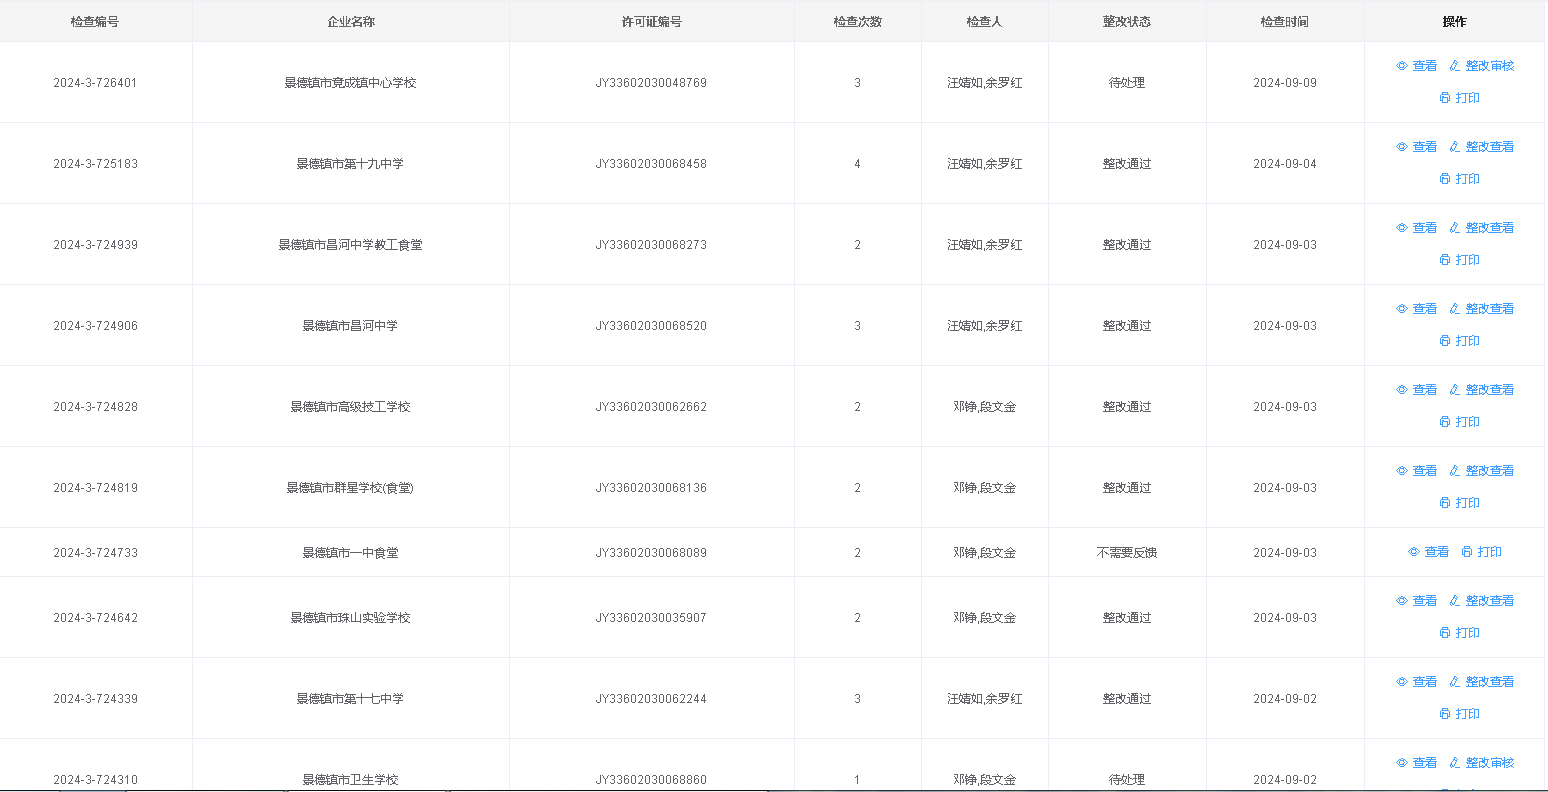 检查编号 企业名称 许可证编号 检查次数 检查人 整改状态 检查时间 操作
2024-3-726401 景德镇市竟成镇中心学校 JY33602030048769 3 汪婧如,余罗红 待处理 2024-09-09 查看 整改审核
打印
2024-3-725183 景德镇市第十九中学 JY33602030068458 4 汪婧如,余罗红 整改通过 2024-09-04 查看 整改查看
打印
2024-3-724939 景德镇市昌河中学教工食堂 JY33602030068273 2 汪婧如,余罗红 整改通过 2024-09-03 查看 整改查看
打印
2024-3-724906 景德镇市昌河中学 JY33602030068520 3 汪婧如,余罗红 整改通过 2024-09-03 查看 整改查看
打印
2024-3-724828 景德镇市高级技工学校 JY33602030062662 2 邓铮,段文金 整改通过 2024-09-03 查看 整改查看
打印
2024-3-724819 景德镇市群星学校(食堂) JY33602030068136 2 邓铮,段文金 整改通过 2024-09-03 查看 整改查看
打印
2024-3-724733 景德镇市一中食堂 JY33602030068089 2 邓铮,段文金 不需要反馈 2024-09-03 查看 打印
2024-3-724642 景德镇市珠山实验学校 JY33602030035907 2 邓铮,段文金 整改通过 2024-09-03 查看 整改查看
打印
2024-3-724339 景德镇市第十七中学 JY33602030062244 3 汪婧如,余罗红 整改通过 2024-09-02 查看 整改查看
打印
2024-3-724310 景德镇市卫生学校 JY33602030068860 1 邓铮,段文金 待处理 2024-09-02 查看 整改审核